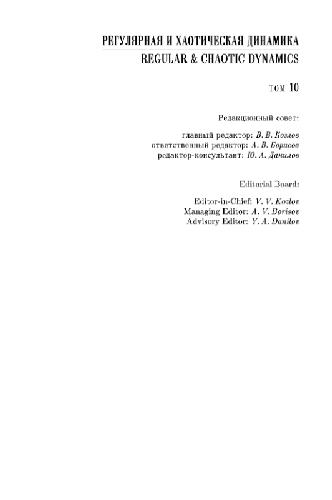 РЕГУЛЯРНАЯ И ХАОТИЧЕСКАЯ ДИНАМИКА
REGULAR & CHAOTIC DYNAMICS
ТОМ 10
Редакционный совет:
главный редактор: В. В. Козлов
ответственный редактор: А. В. Борисов
редактор-консультант: Ю. А. Данилов
Editorial Board:
Editor-in-Chief: V. V. Kozlov
Managing Editor: A. V. Borisov
Advisory Editor: Y. A. Danilov